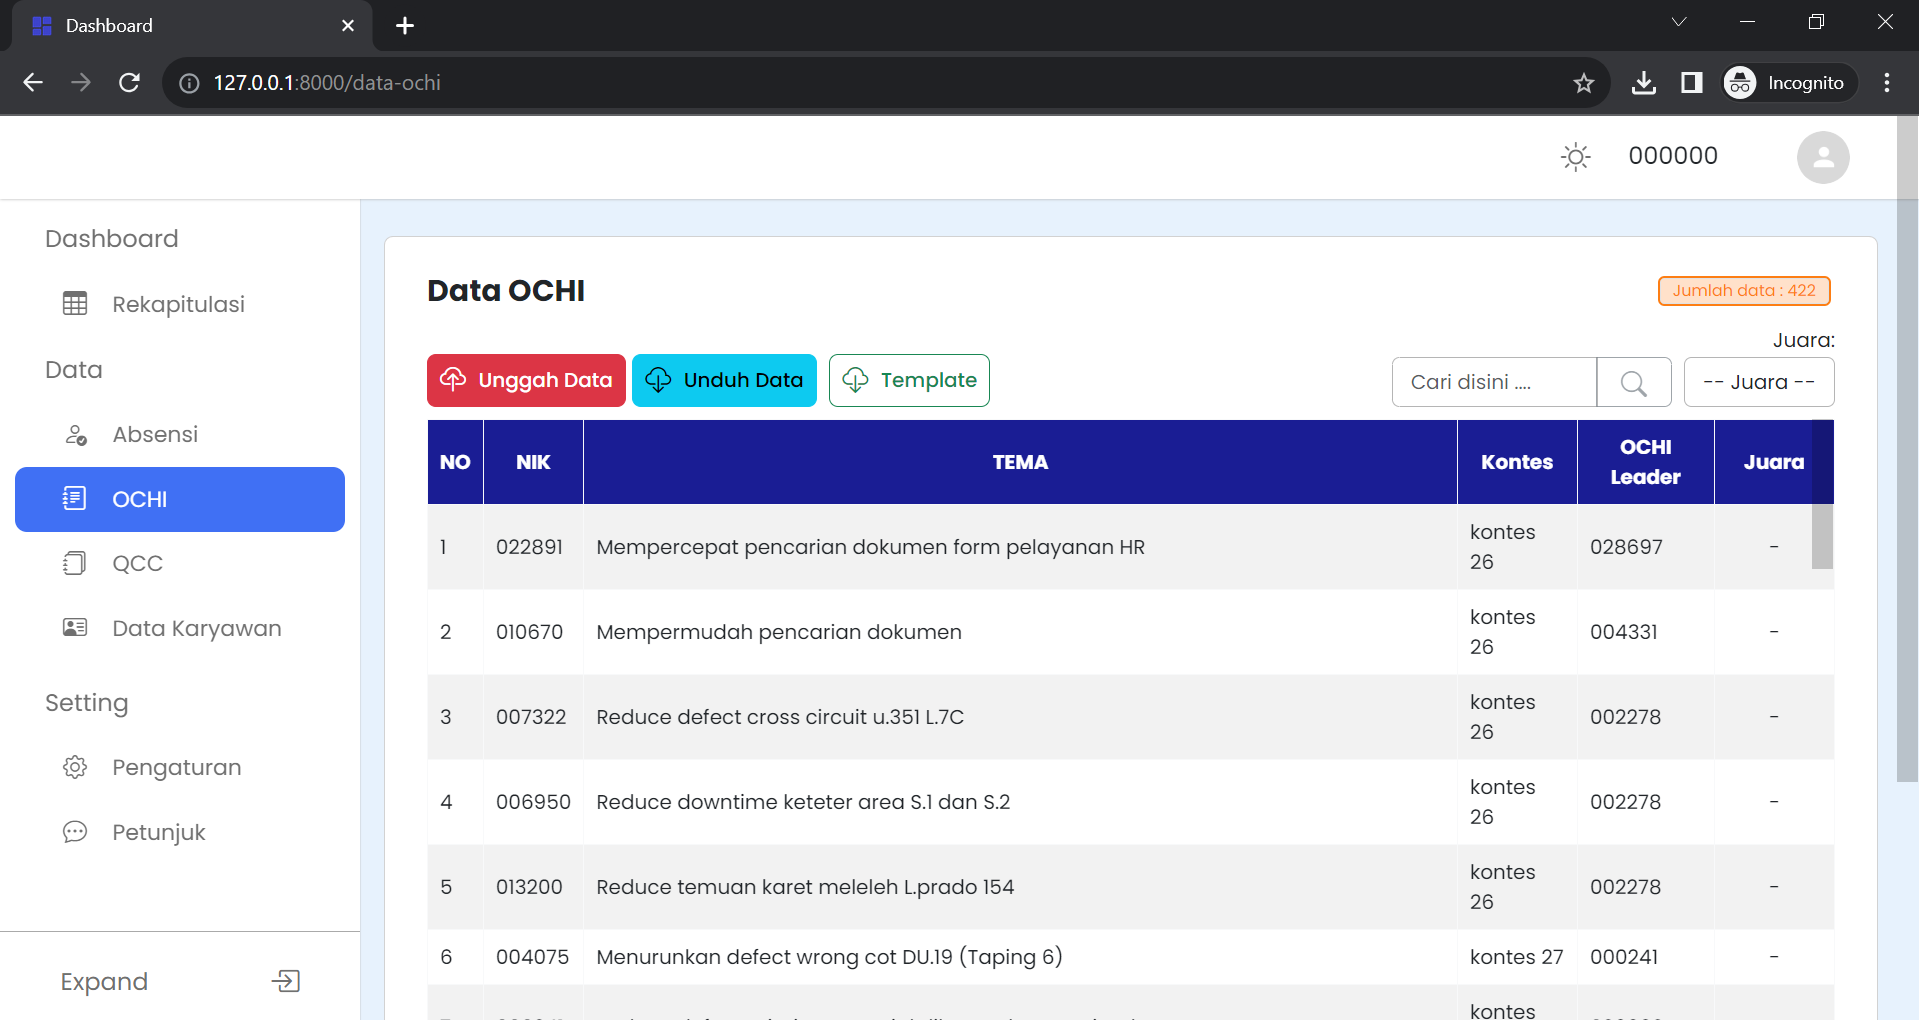 Dashboard
127.0.0.1:8000/data-ochi
Incognito
000000
Dashboard
Rekapitulasi
Data
Absensi
OCHI
QCC
Data Karyawan
Setting
Pengaturan
Petunjuk
Expand
Data OCHI
Jumlah data : 422
Juara:
Unggah Data
Unduh Data
Template
Cari disini ....
-- Juara --
NO NIK TEMA Kontes OCHI Leader Juara
1 022891 Mempercepat pencarian dokumen form pelayanan HR kontes 26 028697 -
2 010670 Mempermudah pencarian dokumen kontes 26 004331 -
3 007322 Reduce defect cross circuit u.351 L.7C kontes 26 002278 -
4 006950 Reduce downtime keteter area S.1 dan S.2 kontes 26 002278 -
5 013200 Reduce temuan karet meleleh L.prado 154 kontes 26 002278 -
6 004075 Menurunkan defect wrong cot DU.19 (Taping 6) kontes 27 000241 -
kontes